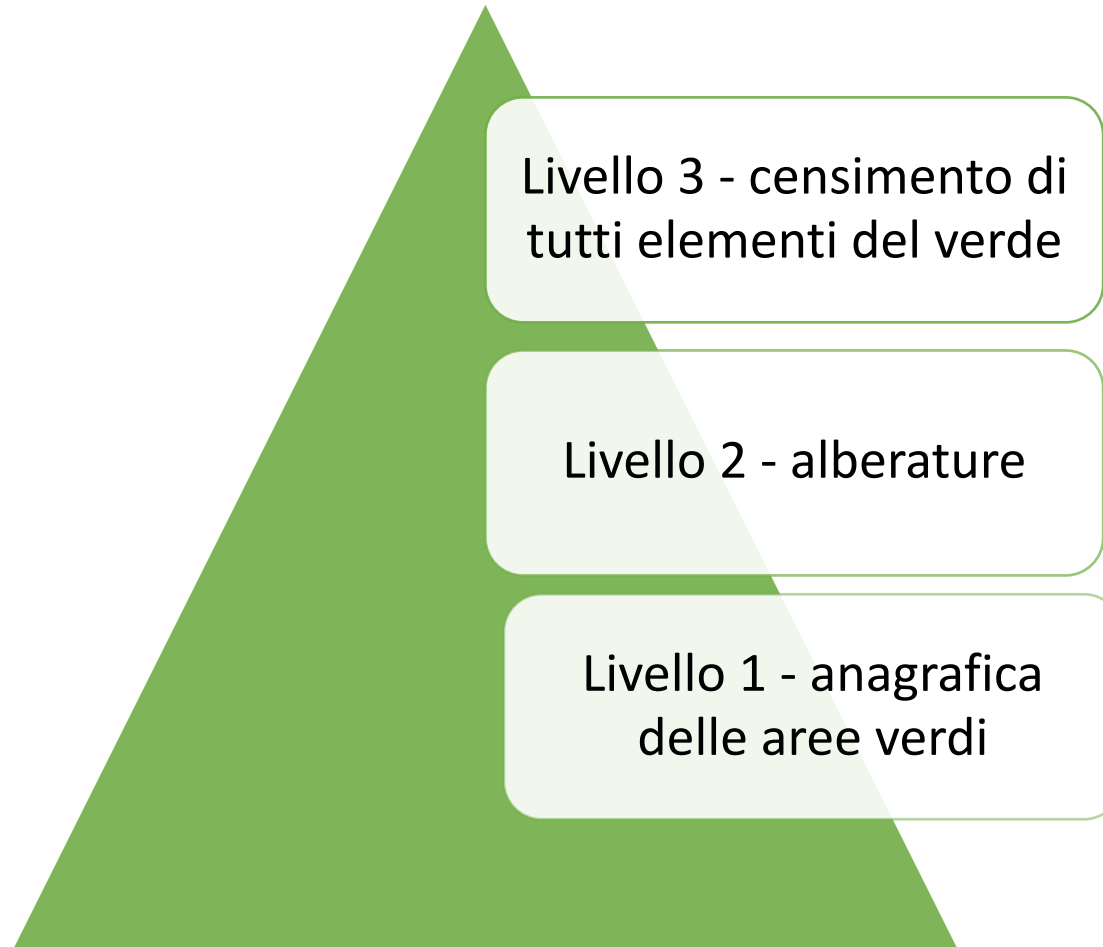 Livello 3 - censimento di
tutti elementi del verde
Livello 2 - alberature
Livello 1 - anagrafica
delle aree verdi